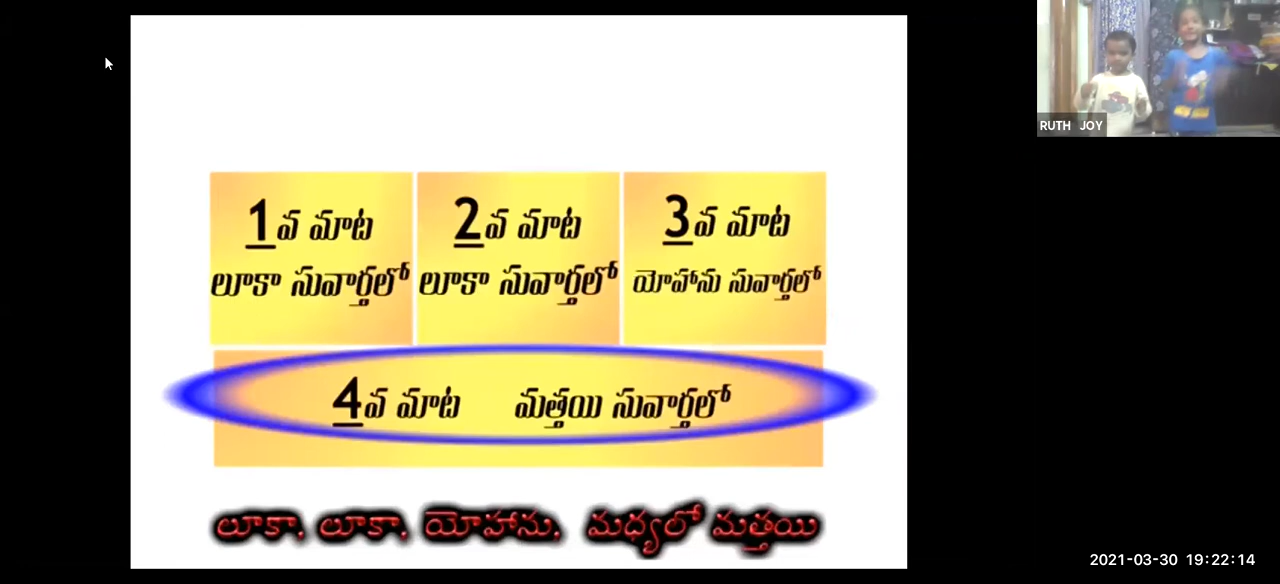 RUTH JOY
1వ మాట
లూకా సువార్తలో
2వ మాట
లూకా సువార్తలో
3వ మాట
యోహాను సువార్తలో
4వ మాట మత్తయి సువార్తలో
లూకా, లూకా, యోహాను, మధ్యలో మత్తయి
2021-03-30 19:22:14